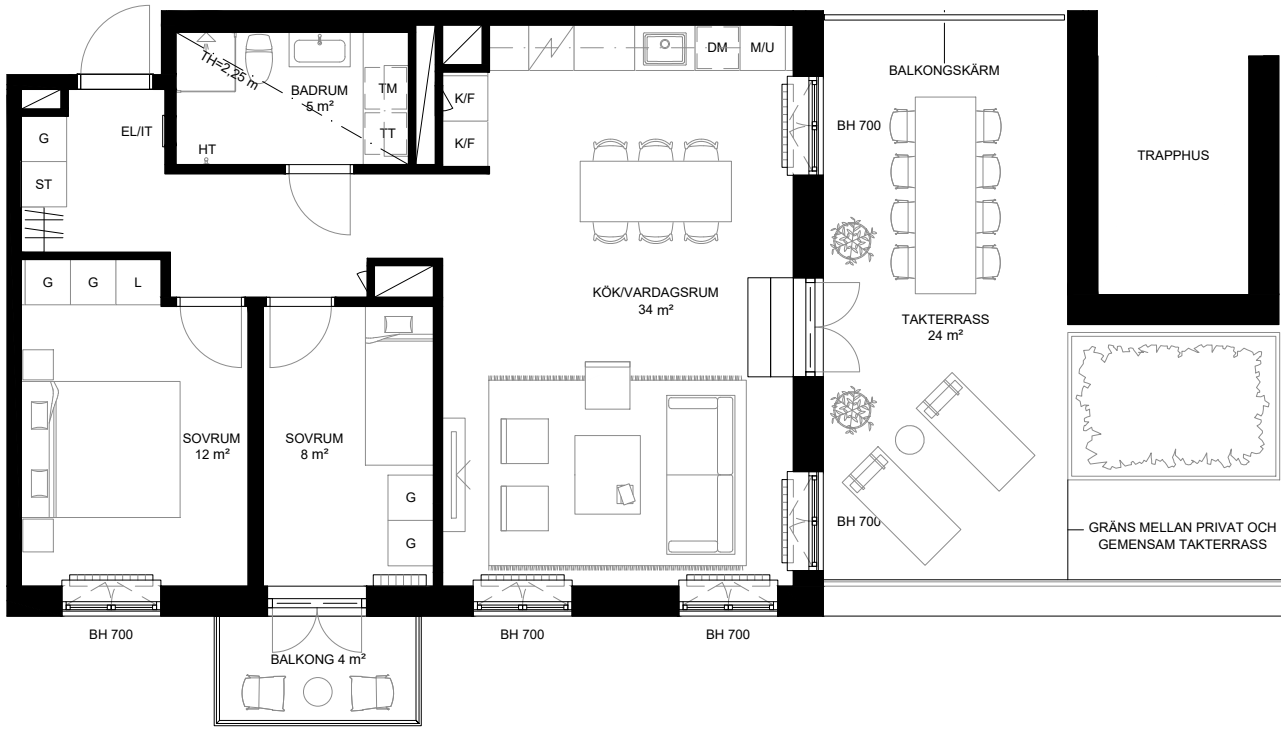 BALKONGSKÄRM
BH 700
TRAPPHUS
TAKTERRASS
24 m²
BH 700
GRÄNS MELLAN PRIVAT OCH
GEMENSAM TAKTERRASS
DM
M/U
K/F
K/F
KÖK/VARDAGSRUM
34 m²
TH=2,25 m
BADRUM
5 m²
TM
TT
HT
EL/IT
G
ST
G
G
L
SOVRUM
12 m²
SOVRUM
8 m²
G
G
BH 700
BALKONG 4 m²
BH 700
BH 700